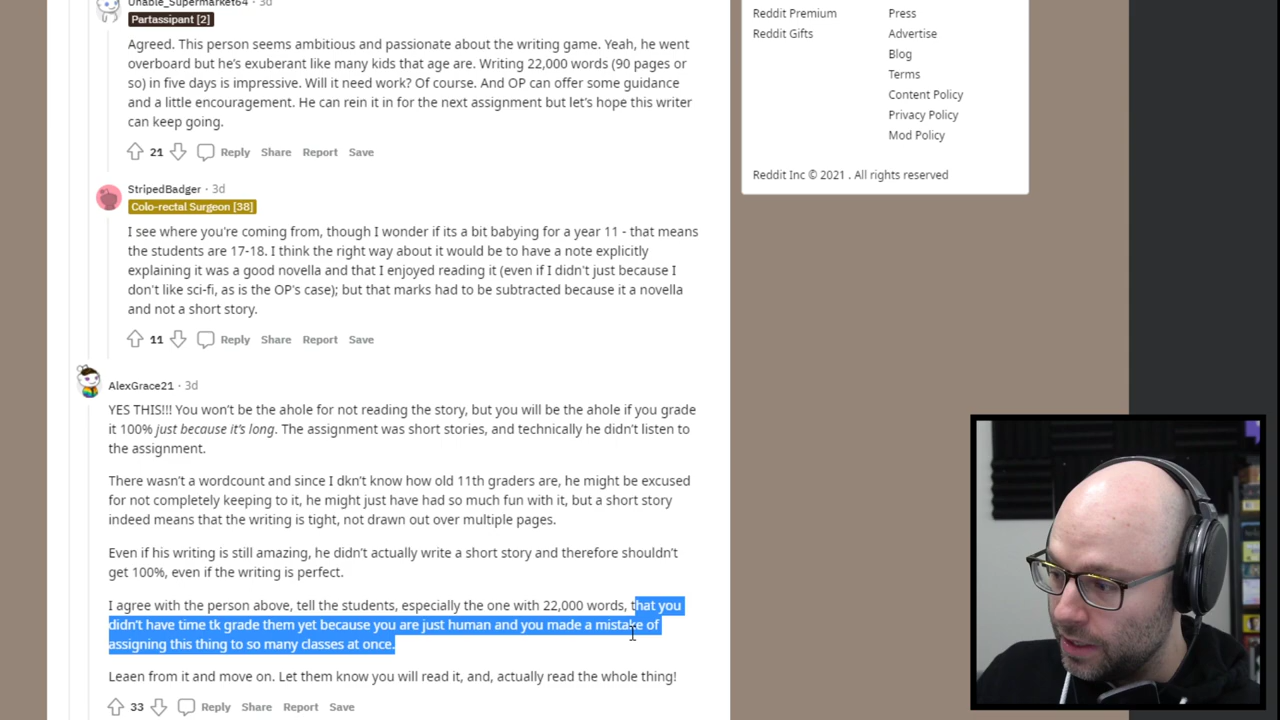 Unable_Supermarket64 · 3d
Partassipant [2]
Agreed. This person seems ambitious and passionate about the writing game. Yeah, he went
overboard but he's exuberant like many kids that age are. Writing 22,000 words (90 pages or
so) in five days is impressive. Will it need work? Of course. And OP can offer some guidance
and a little encouragement. He can rein it in for the next assignment but let's hope this writer
can keep going.
21 Reply Share Report Save
StripedBadger · 3d
Colo-rectal Surgeon [38]
I see where you're coming from, though I wonder if its a bit babying for a year 11 - that means
the students are 17-18. I think the right way about it would be to have a note explicitly
explaining it was a good novella and that I enjoyed reading it (even if I didn't just because I
don't like sci-fi, as is the OP's case); but that marks had to be subtracted because it a novella
and not a short story.
11 Reply Share Report Save
AlexGrace21 · 3d
YES THIS!!! You won't be the ahole for not reading the story, but you will be the ahole if you grade
it 100% just because it's long. The assignment was short stories, and technically he didn't listen to
the assignment.
There wasn't a wordcount and since I dkn't know how old 11th graders are, he might be excused
for not completely keeping to it, he might just have had so much fun with it, but a short story
indeed means that the writing is tight, not drawn out over multiple pages.
Even if his writing is still amazing, he didn't actually write a short story and therefore shouldn't
get 100%, even if the writing is perfect.
I agree with the person above, tell the students, especially the one with 22,000 words, that you
didn't have time tk grade them yet because you are just human and you made a mistake of
assigning this thing to so many classes at once.
Leaen from it and move on. Let them know you will read it, and, actually read the whole thing!
33 Reply Share Report Save
Reddit Premium
Reddit Gifts
Press
Advertise
Blog
Terms
Content Policy
Privacy Policy
Mod Policy
Reddit Inc © 2021 . All rights reserved